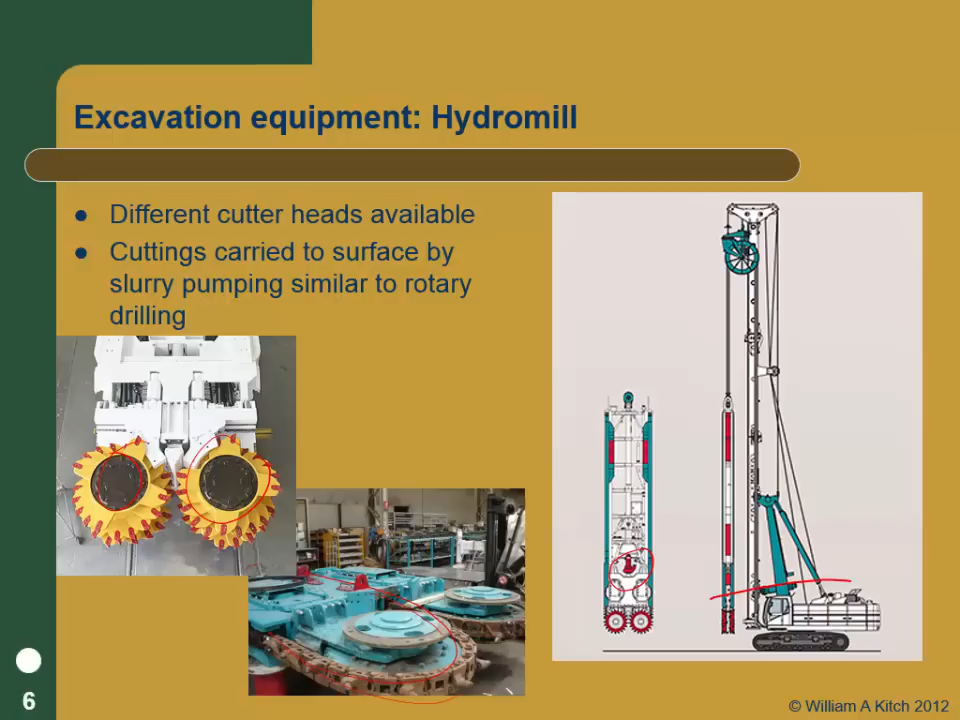 Excavation equipment: Hydromill
Different cutter heads available
Cuttings carried to surface by
slurry pumping similar to rotary
drilling
6
© William A Kitch 2012